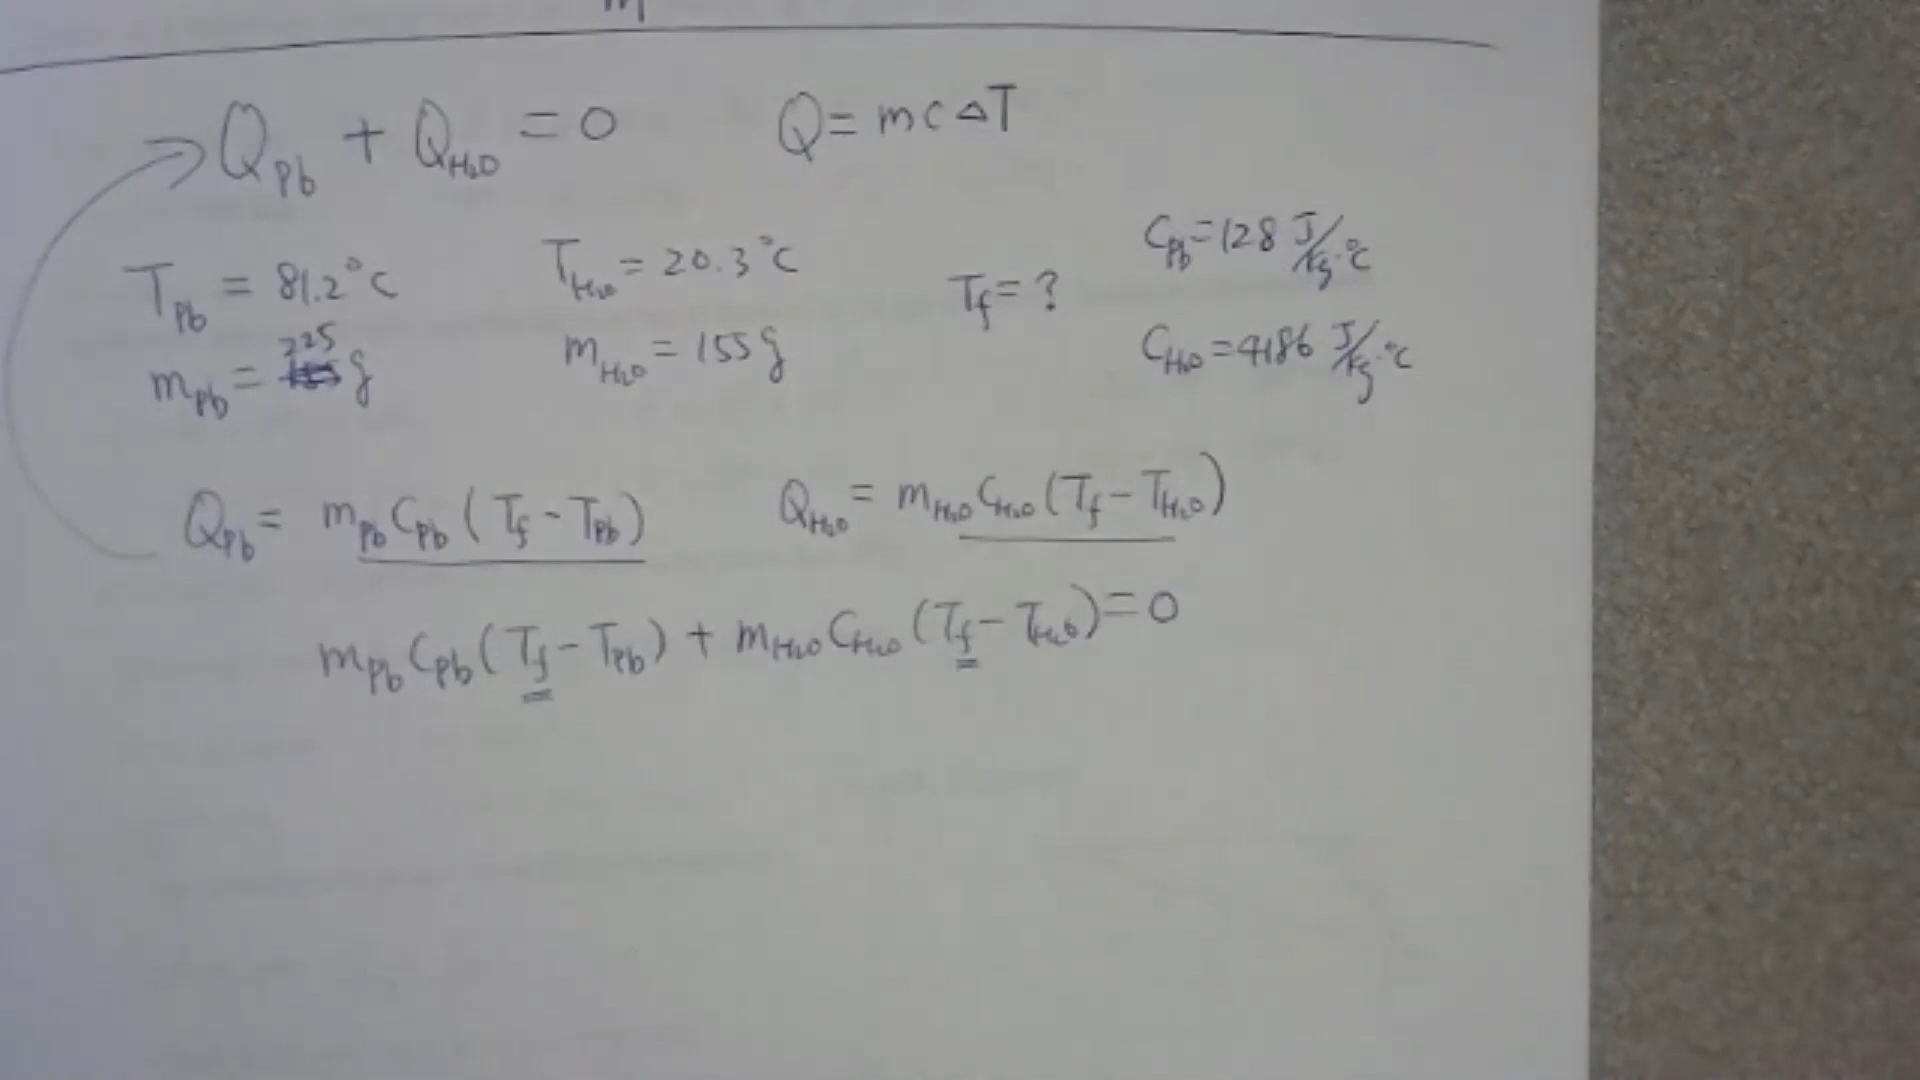 Q_Pb + Q_H₂O = 0 Q = mcΔT
T_Pb = 81.2°C T_H₂O = 20.3°C T_f = ? C_Pb = 128 J/kg·°C
m_Pb = 225 g m_H₂O = 155 g C_H₂O = 4186 J/kg·°C
Q_Pb = m_Pb C_Pb (T_f - T_Pb) Q_H₂O = m_H₂O C_H₂O (T_f - T_H₂O)
m_Pb C_Pb (T_f - T_Pb) + m_H₂O C_H₂O (T_f - T_H₂O) = 0